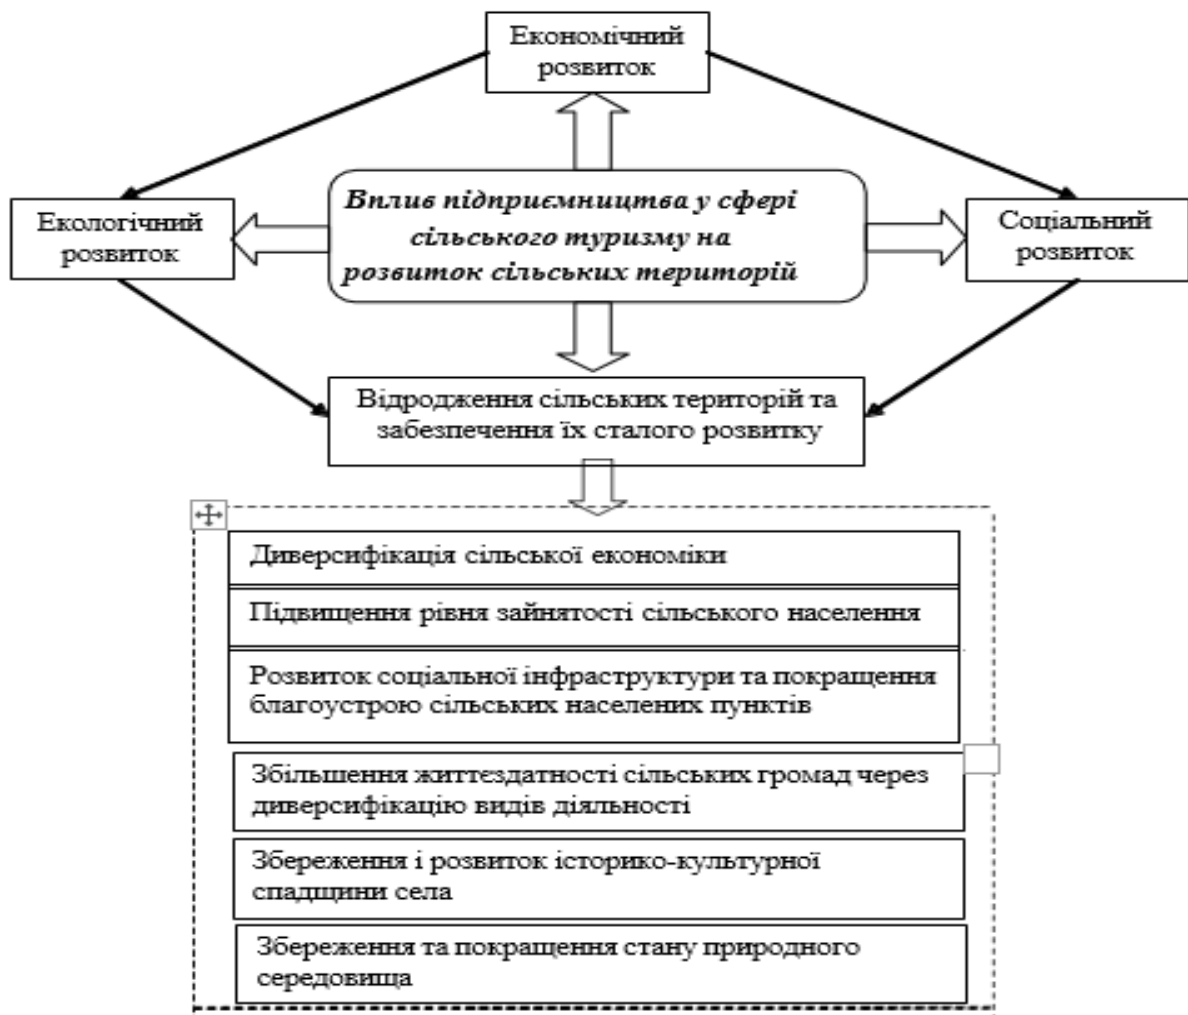 Економічний
розвиток
Вплив підприємництва у сфері
сільського туризму на
розвиток сільських територій
Екологічний
розвиток
Соціальний
розвиток
Відродження сільських територій та
забезпечення їх сталого розвитку
Диверсифікація сільської економіки
Підвищення рівня зайнятості сільського населення
Розвиток соціальної інфраструктури та покращення
благоустрою сільських населених пунктів
Збільшення життєздатності сільських громад через
диверсифікацію видів діяльності
Збереження і розвиток історико-культурної
спадщини села
Збереження та покращення стану природного
середовища